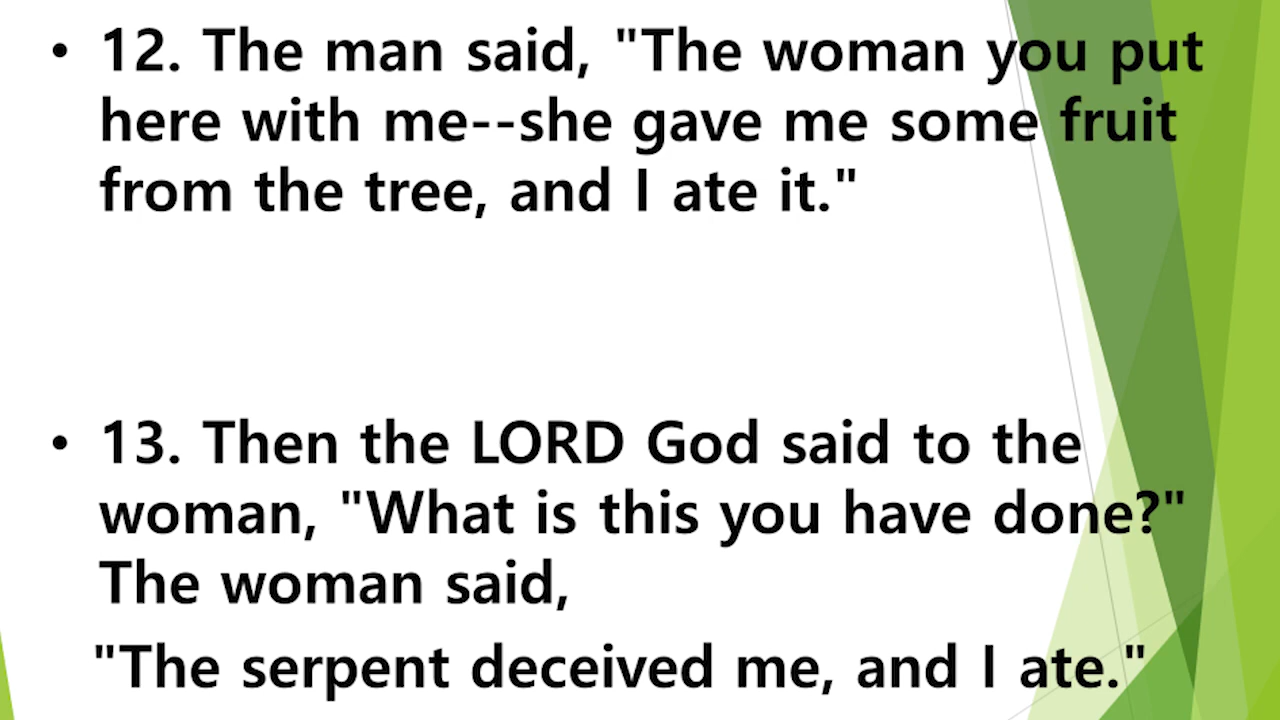 • 12. The man said, "The woman you put
here with me--she gave me some fruit
from the tree, and I ate it."
• 13. Then the LORD God said to the
woman, "What is this you have done?"
The woman said,
"The serpent deceived me, and I ate."